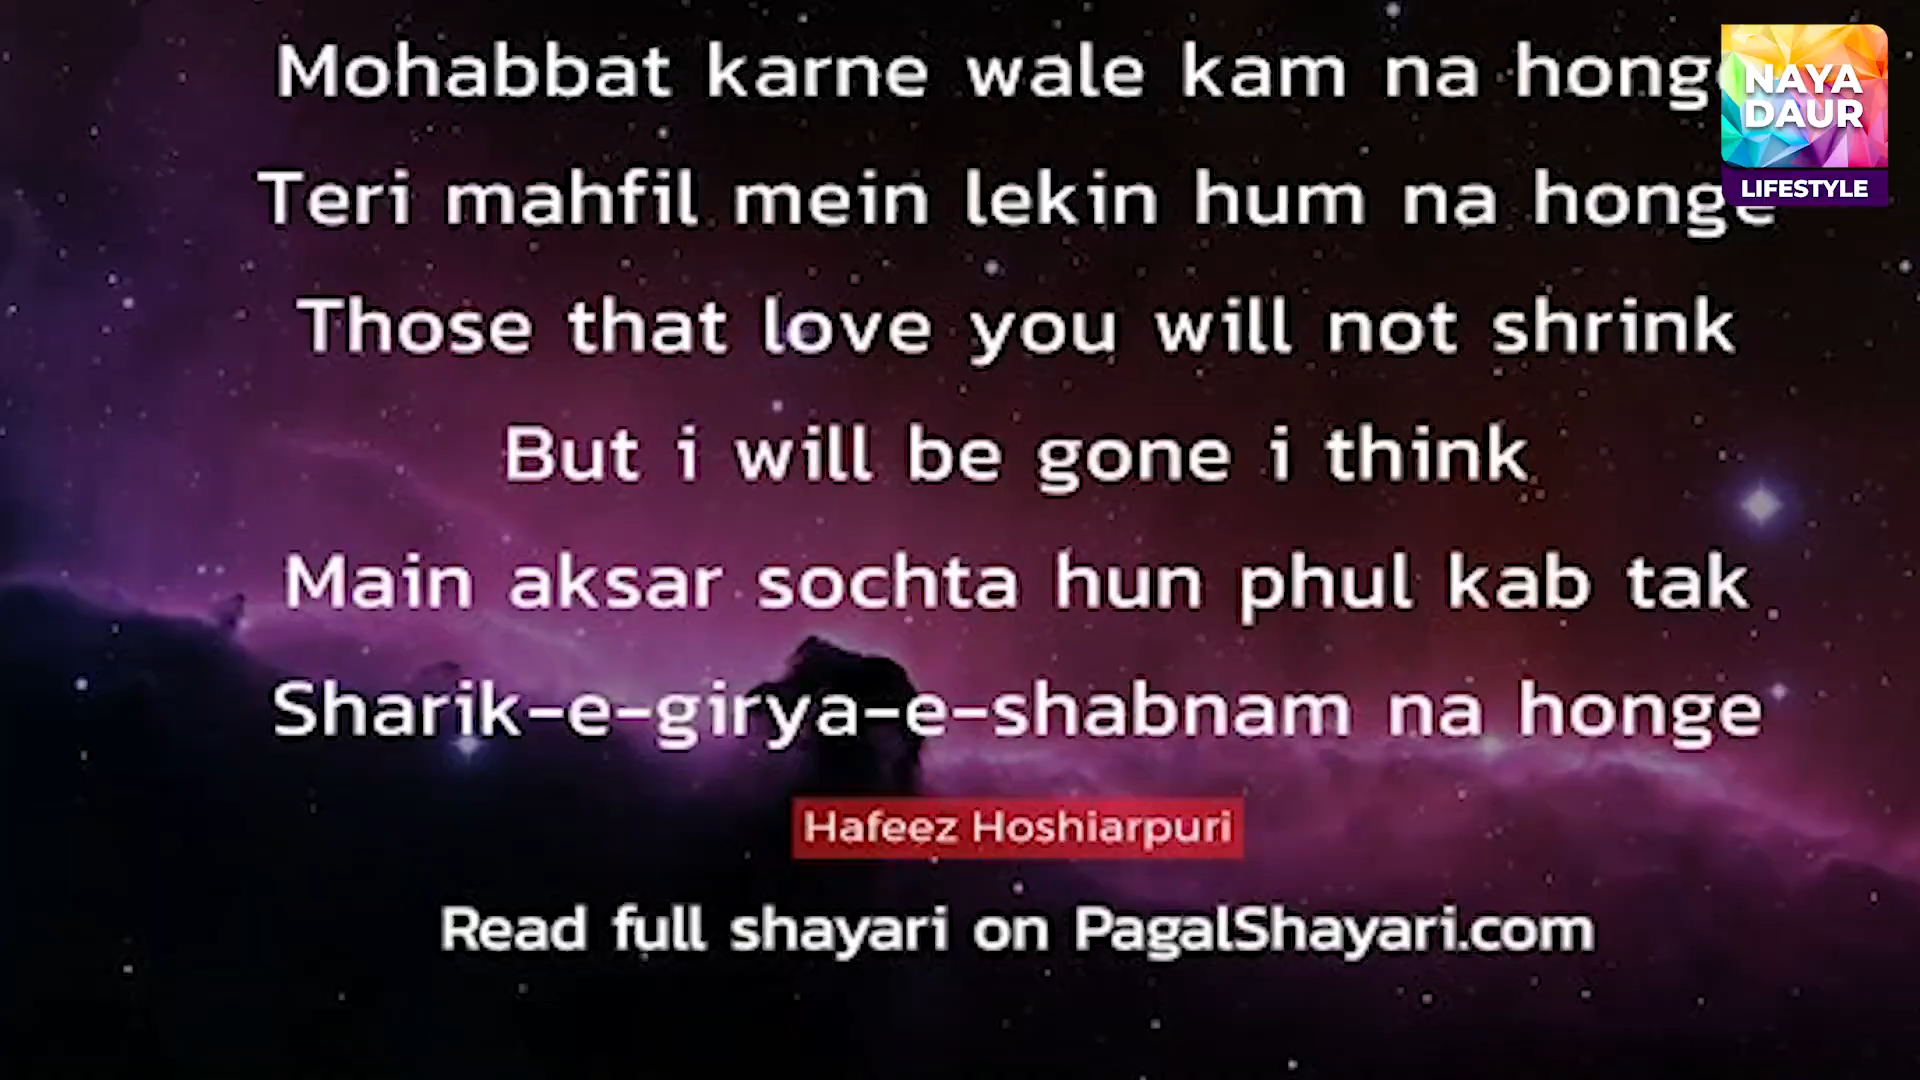 Mohabbat karne wale kam na honge
Teri mahfil mein lekin hum na honge
Those that love you will not shrink
But i will be gone i think
Main aksar sochta hun phul kab tak
Sharik-e-girya-e-shabnam na honge
Hafeez Hoshiarpuri
Read full shayari on PagalShayari.com
NAYA
DAUR
LIFESTYLE